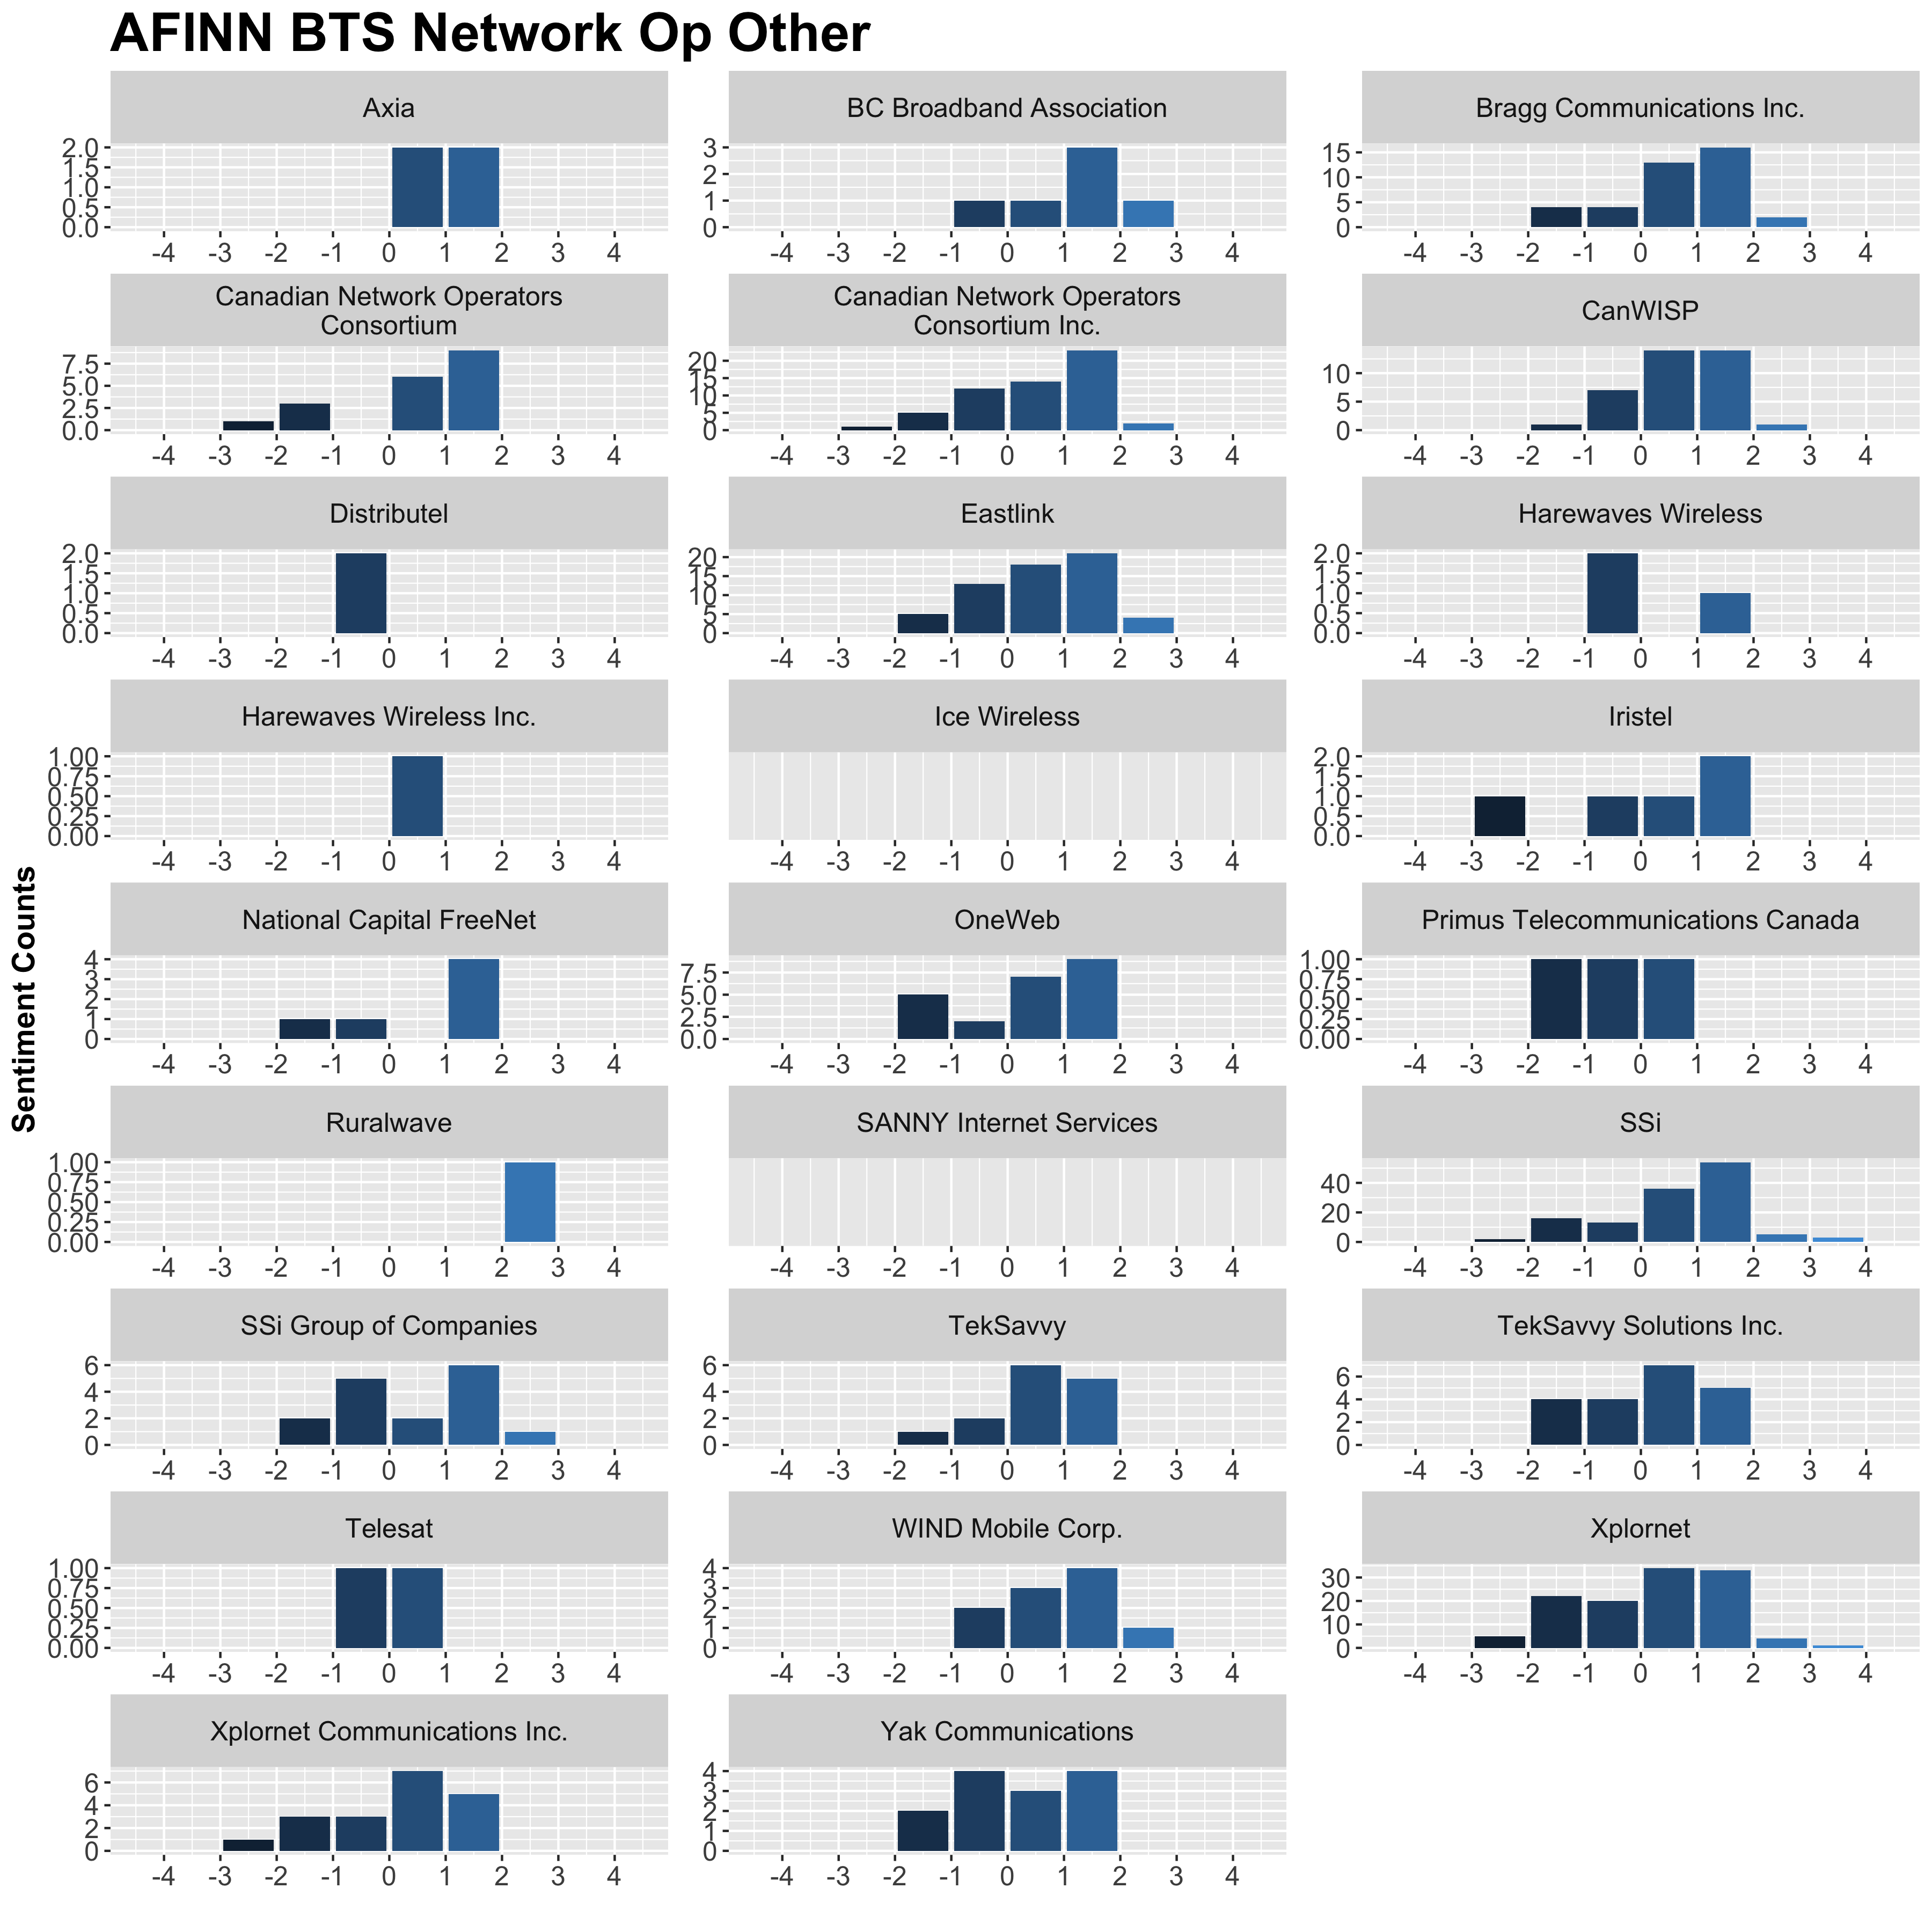 AFINN BTS Network Op Other
Sentiment Counts
Axia
2.0
1.5
1.0
0.5
0.0
-4 -3 -2 -1 0 1 2 3 4
BC Broadband Association
3
2
1
0
-4 -3 -2 -1 0 1 2 3 4
Bragg Communications Inc.
15
10
5
0
-4 -3 -2 -1 0 1 2 3 4
Canadian Network Operators
Consortium
7.5
5.0
2.5
0.0
-4 -3 -2 -1 0 1 2 3 4
Canadian Network Operators
Consortium Inc.
20
15
10
5
0
-4 -3 -2 -1 0 1 2 3 4
CanWISP
10
5
0
-4 -3 -2 -1 0 1 2 3 4
Distributel
2.0
1.5
1.0
0.5
0.0
-4 -3 -2 -1 0 1 2 3 4
Eastlink
20
15
10
5
0
-4 -3 -2 -1 0 1 2 3 4
Harewaves Wireless
2.0
1.5
1.0
0.5
0.0
-4 -3 -2 -1 0 1 2 3 4
Harewaves Wireless Inc.
1.00
0.75
0.50
0.25
0.00
-4 -3 -2 -1 0 1 2 3 4
Ice Wireless
-4 -3 -2 -1 0 1 2 3 4
Iristel
2.0
1.5
1.0
0.5
0.0
-4 -3 -2 -1 0 1 2 3 4
National Capital FreeNet
4
3
2
1
0
-4 -3 -2 -1 0 1 2 3 4
OneWeb
7.5
5.0
2.5
0.0
-4 -3 -2 -1 0 1 2 3 4
Primus Telecommunications Canada
1.00
0.75
0.50
0.25
0.00
-4 -3 -2 -1 0 1 2 3 4
Ruralwave
1.00
0.75
0.50
0.25
0.00
-4 -3 -2 -1 0 1 2 3 4
SANNY Internet Services
-4 -3 -2 -1 0 1 2 3 4
SSi
40
20
0
-4 -3 -2 -1 0 1 2 3 4
SSi Group of Companies
6
4
2
0
-4 -3 -2 -1 0 1 2 3 4
TekSavvy
6
4
2
0
-4 -3 -2 -1 0 1 2 3 4
TekSavvy Solutions Inc.
6
4
2
0
-4 -3 -2 -1 0 1 2 3 4
Telesat
1.00
0.75
0.50
0.25
0.00
-4 -3 -2 -1 0 1 2 3 4
WIND Mobile Corp.
4
3
2
1
0
-4 -3 -2 -1 0 1 2 3 4
Xplornet
30
20
10
0
-4 -3 -2 -1 0 1 2 3 4
Xplornet Communications Inc.
6
4
2
0
-4 -3 -2 -1 0 1 2 3 4
Yak Communications
4
3
2
1
0
-4 -3 -2 -1 0 1 2 3 4